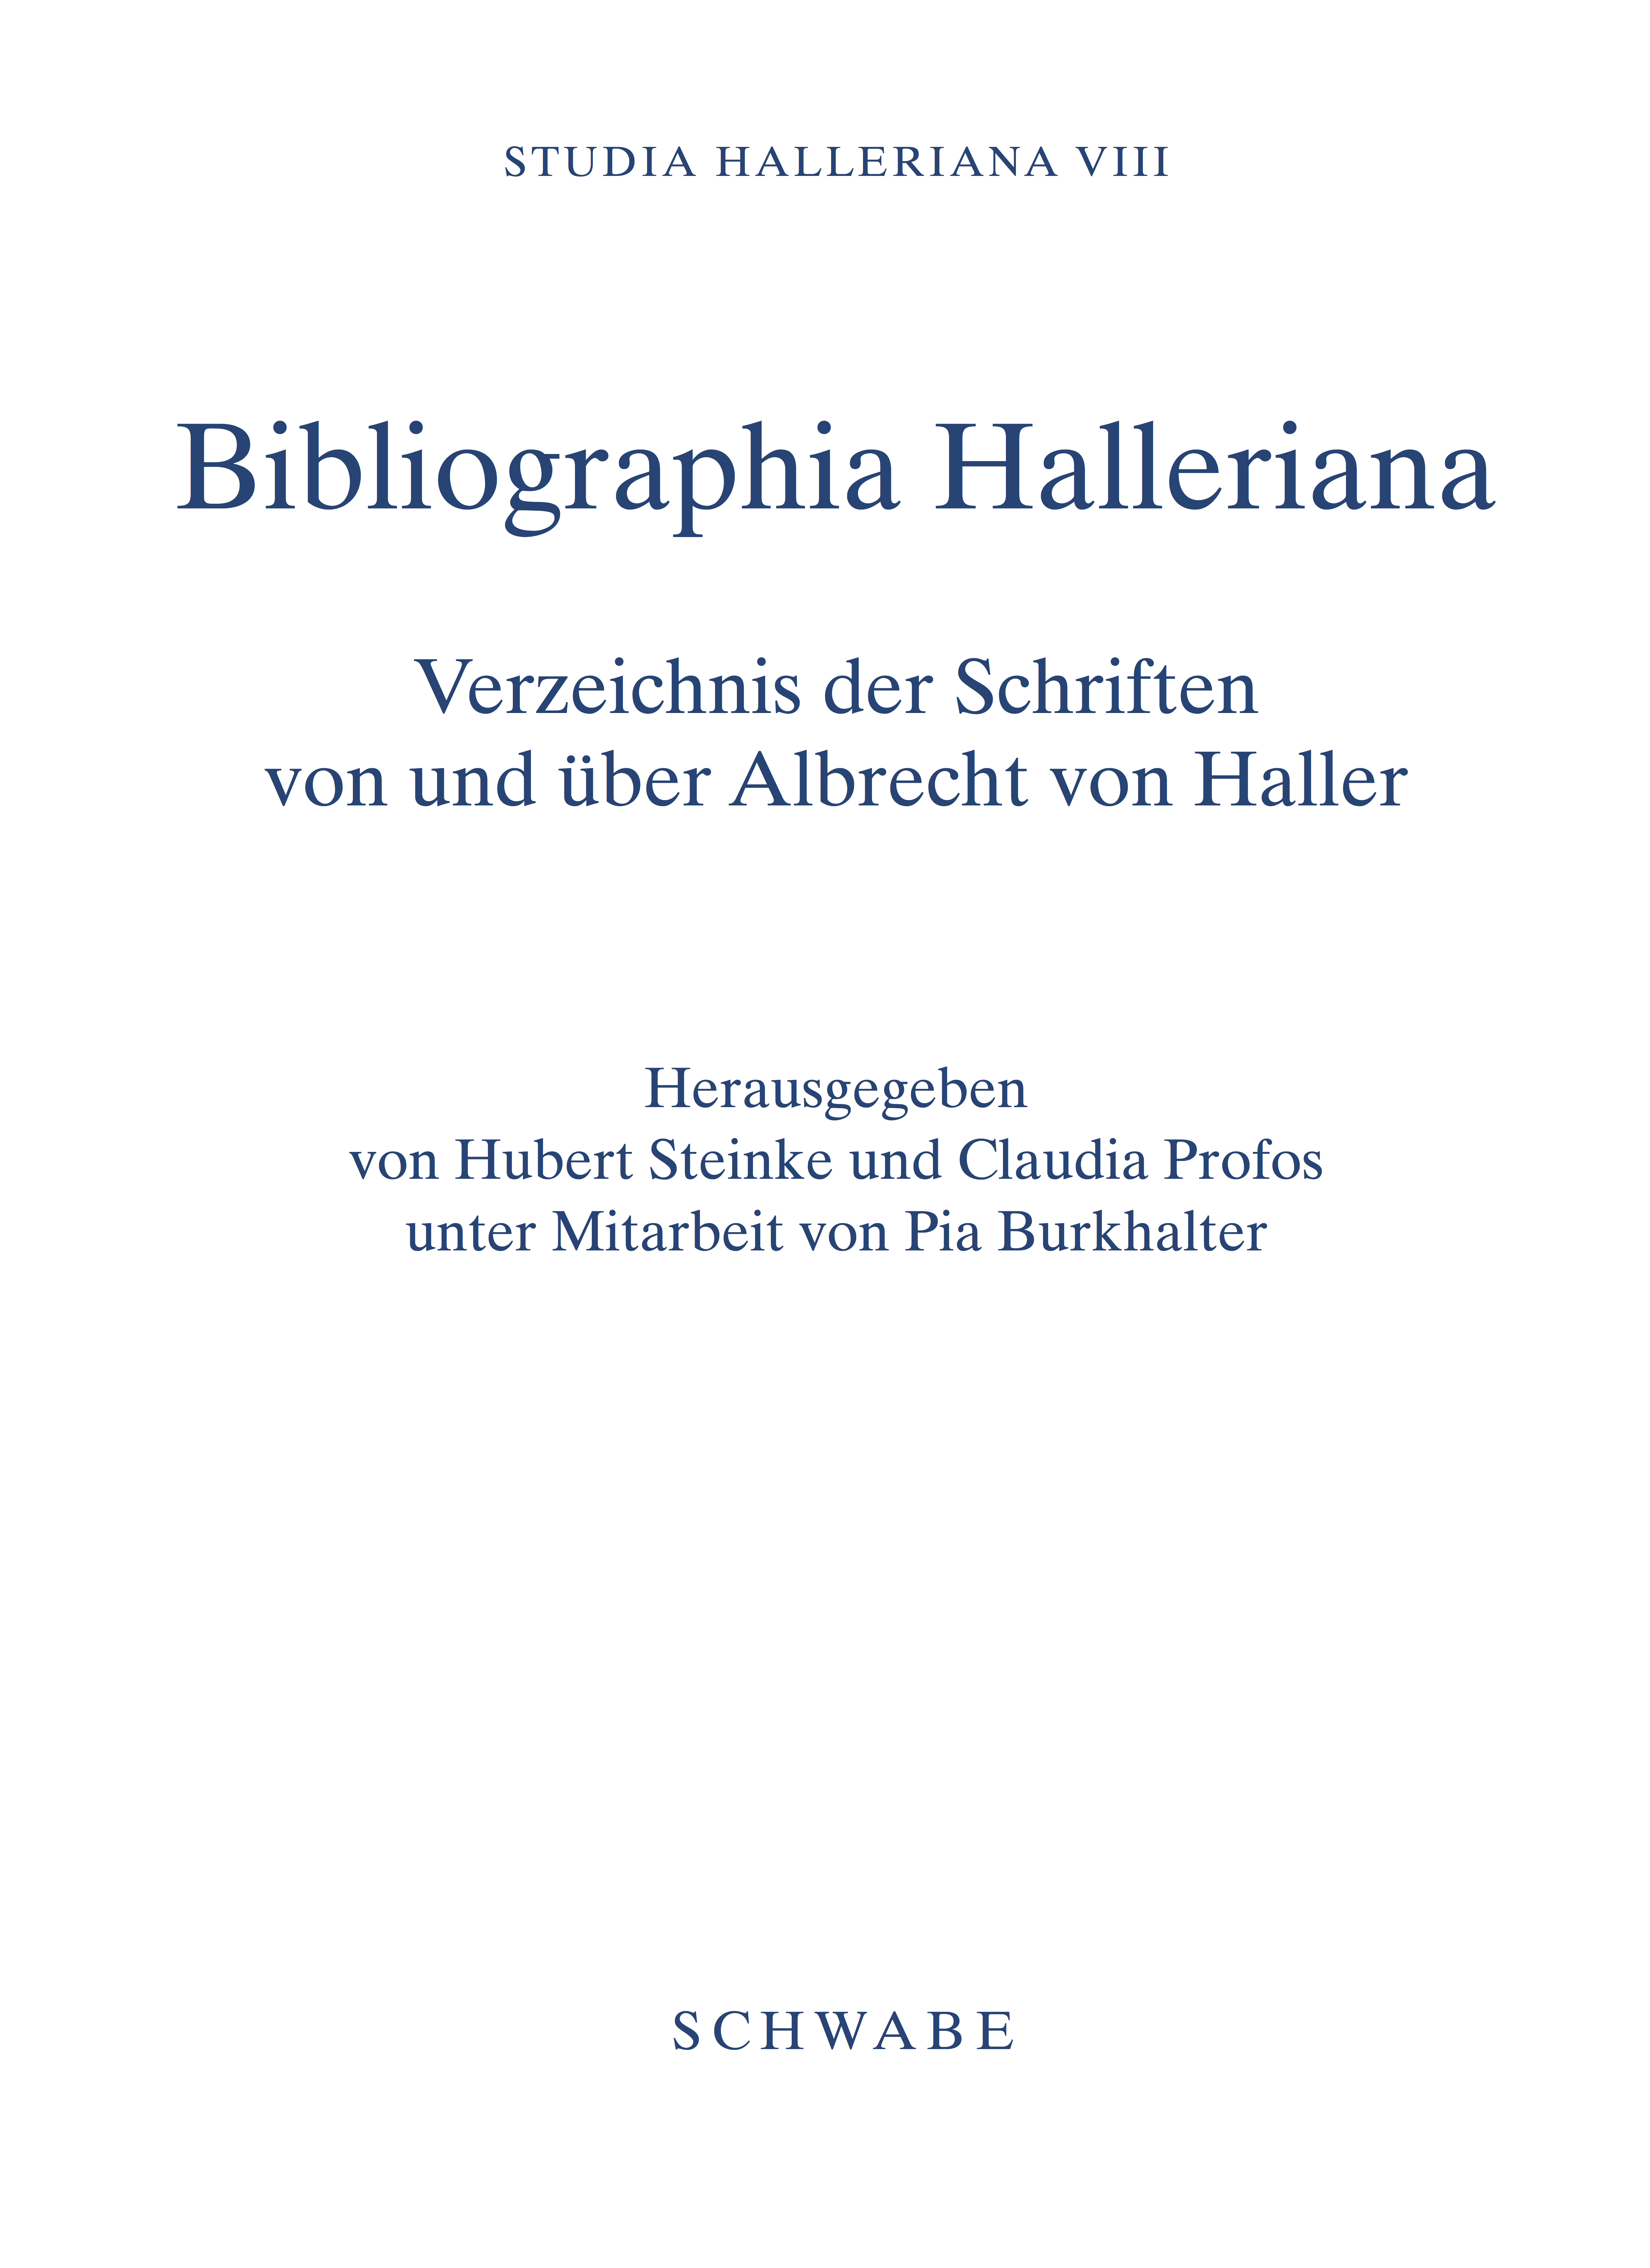 STUDIA HALLERIANA VIII
Bibliographia Halleriana
Verzeichnis der Schriften
von und über Albrecht von Haller
Herausgegeben
von Hubert Steinke und Claudia Profos
unter Mitarbeit von Pia Burkhalter
SCHWABE